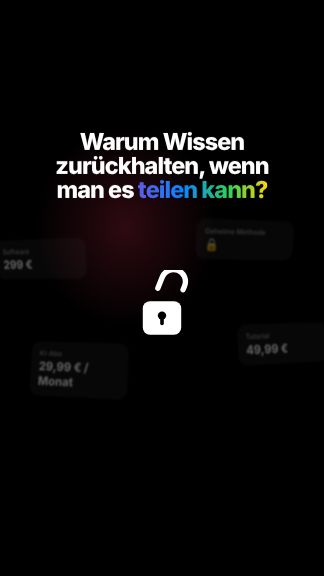 Warum Wissen
zurückhalten, wenn
man es teilen kann?
Geheime Methode
Software
299 €
Tutorial
49,99 €
KI-Abo
29,99 € /
Monat